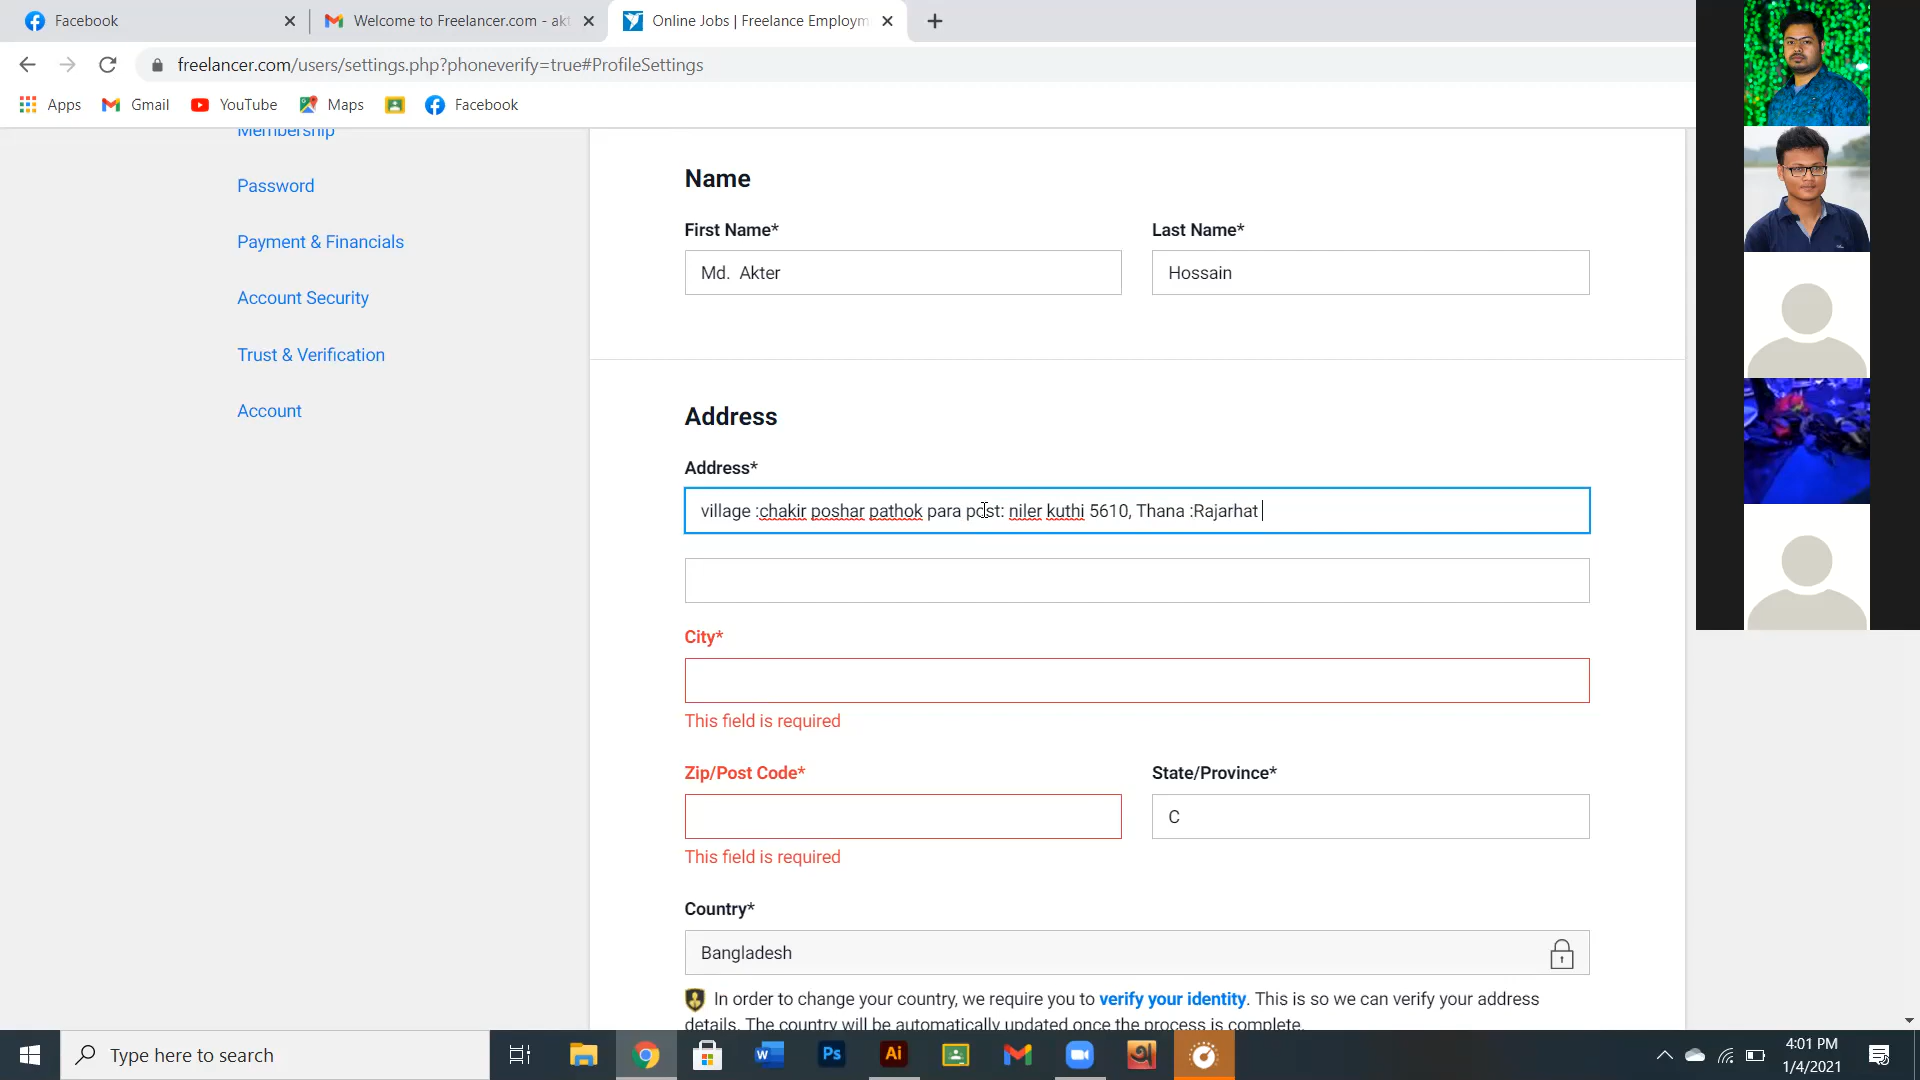 Facebook
Welcome to Freelancer.com - akt
Online Jobs | Freelance Employm
freelancer.com/users/settings.php?phoneverify=true#ProfileSettings
Apps
Gmail
YouTube
Maps
Facebook
Membership
Password
Payment & Financials
Account Security
Trust & Verification
Account
Name
First Name*
Last Name*
Md.  Akter
Hossain
Address
Address*
village :chakir poshar pathok para post: niler kuthi 5610, Thana :Rajarhat
City*
This field is required
Zip/Post Code*
State/Province*
C
This field is required
Country*
Bangladesh
In order to change your country, we require you to verify your identity. This is so we can verify your address
details. The country will be automatically updated once the process is complete.
Type here to search
W
Ps
Ai
4:01 PM
1/4/2021